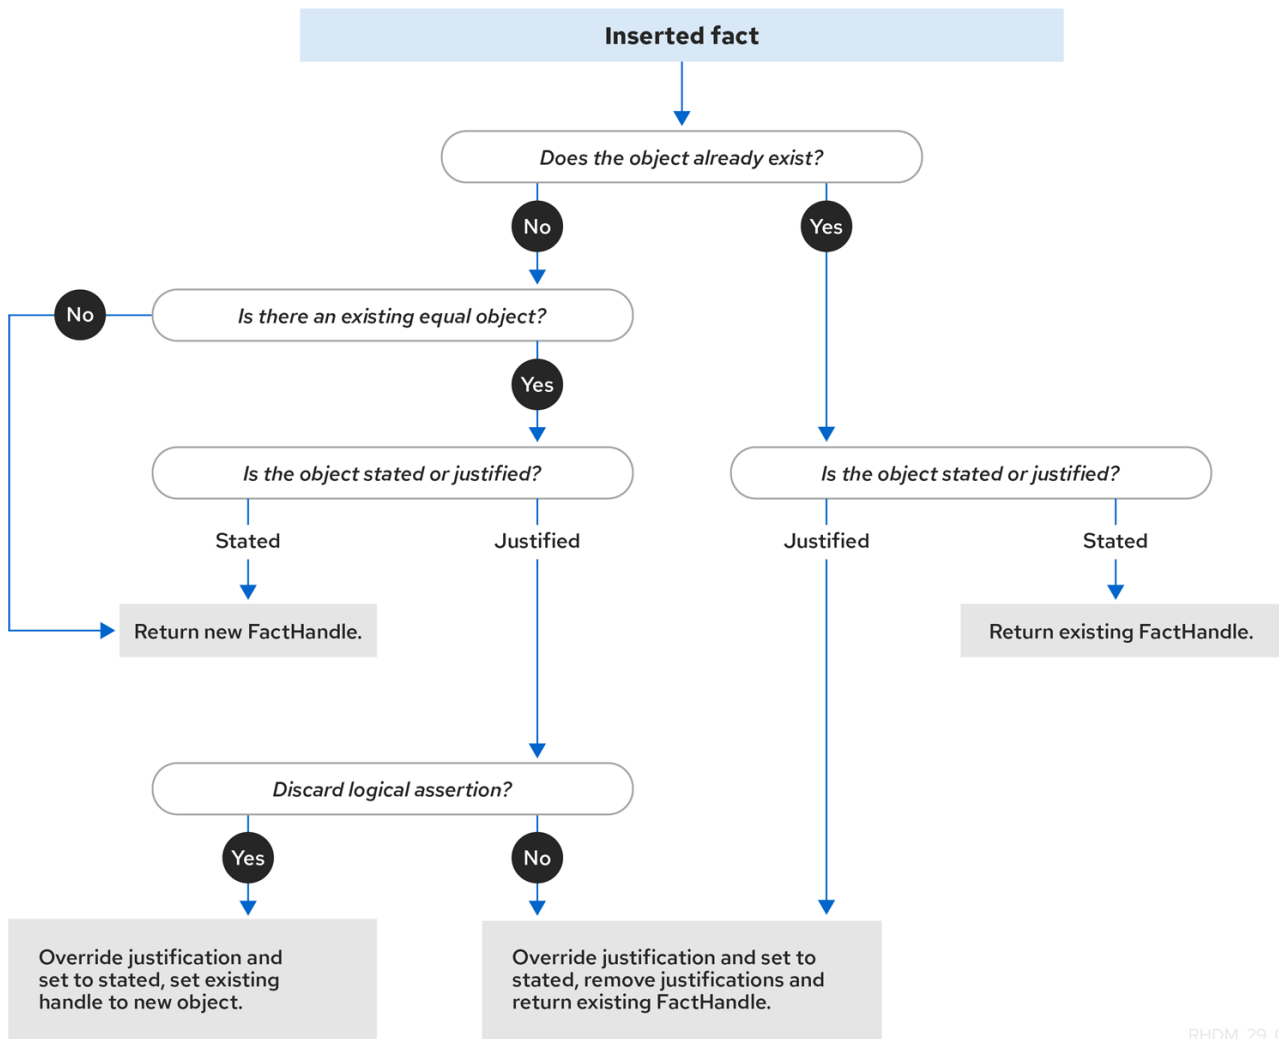 Inserted fact
Does the object already exist?
No
Yes
No
Is there an existing equal object?
Yes
Is the object stated or justified?
Is the object stated or justified?
Stated
Justified
Justified
Stated
Return new FactHandle.
Return existing FactHandle.
Discard logical assertion?
Yes
No
Override justification and
set to stated, set existing
handle to new object.
Override justification and set to
stated, remove justifications and
return existing FactHandle.
RHDM_29_